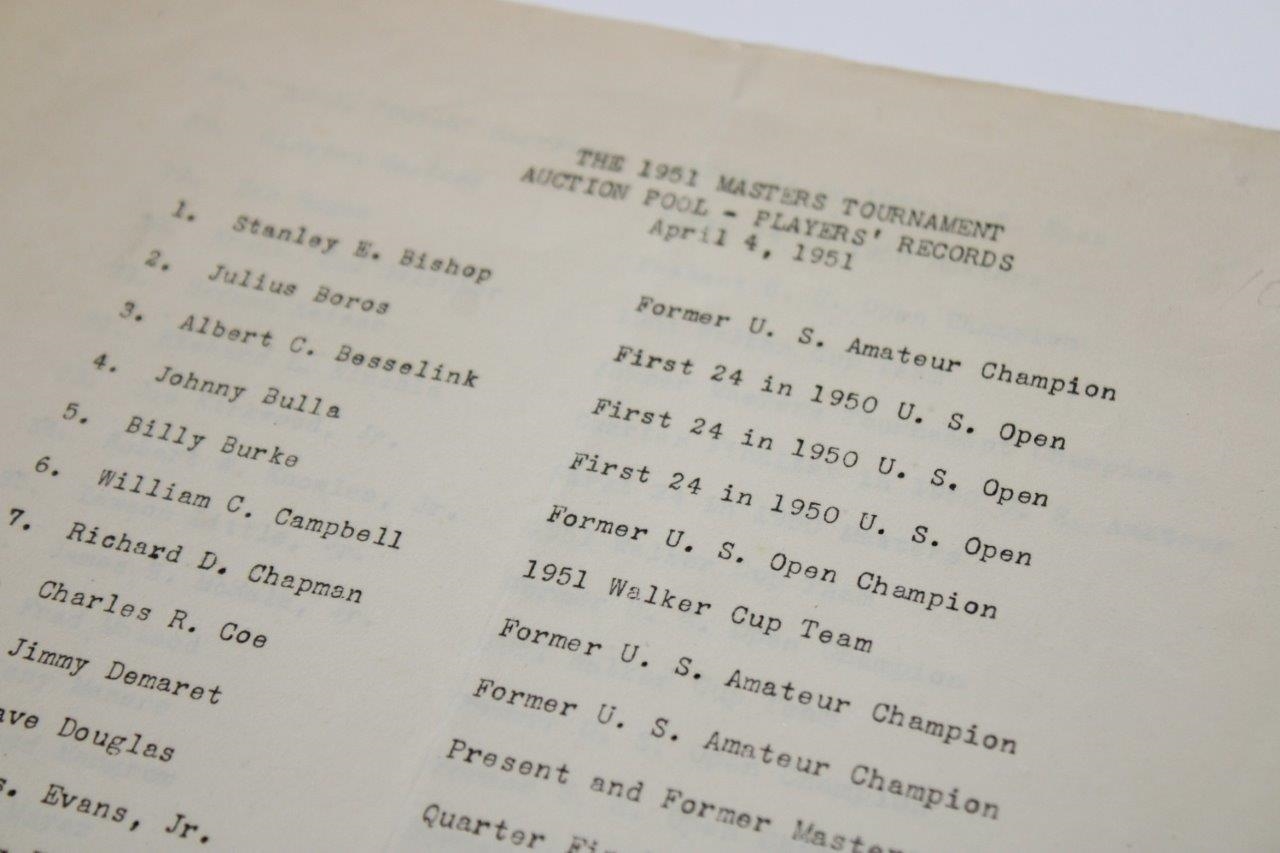 THE 1951 MASTERS TOURNAMENT
AUCTION POOL - PLAYERS' RECORDS
April 4, 1951
1. Stanley E. Bishop Former U. S. Amateur Champion
2. Julius Boros First 24 in 1950 U. S. Open
3. Albert C. Besselink First 24 in 1950 U. S. Open
4. Johnny Bulla First 24 in 1950 U. S. Open
5. Billy Burke Former U. S. Open Champion
6. William C. Campbell 1951 Walker Cup Team
7. Richard D. Chapman Former U. S. Amateur Champion
Charles R. Coe Former U. S. Amateur Champion
Jimmy Demaret Present and Former Masters
Douglas Quarter
Evans, Jr.